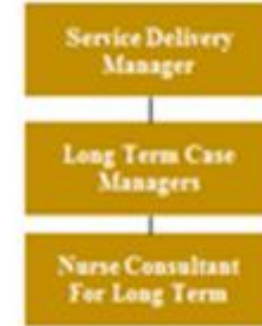 Service Delivery
Manager
Long Term Case
Managers
Nurse Consultant
For Long Term